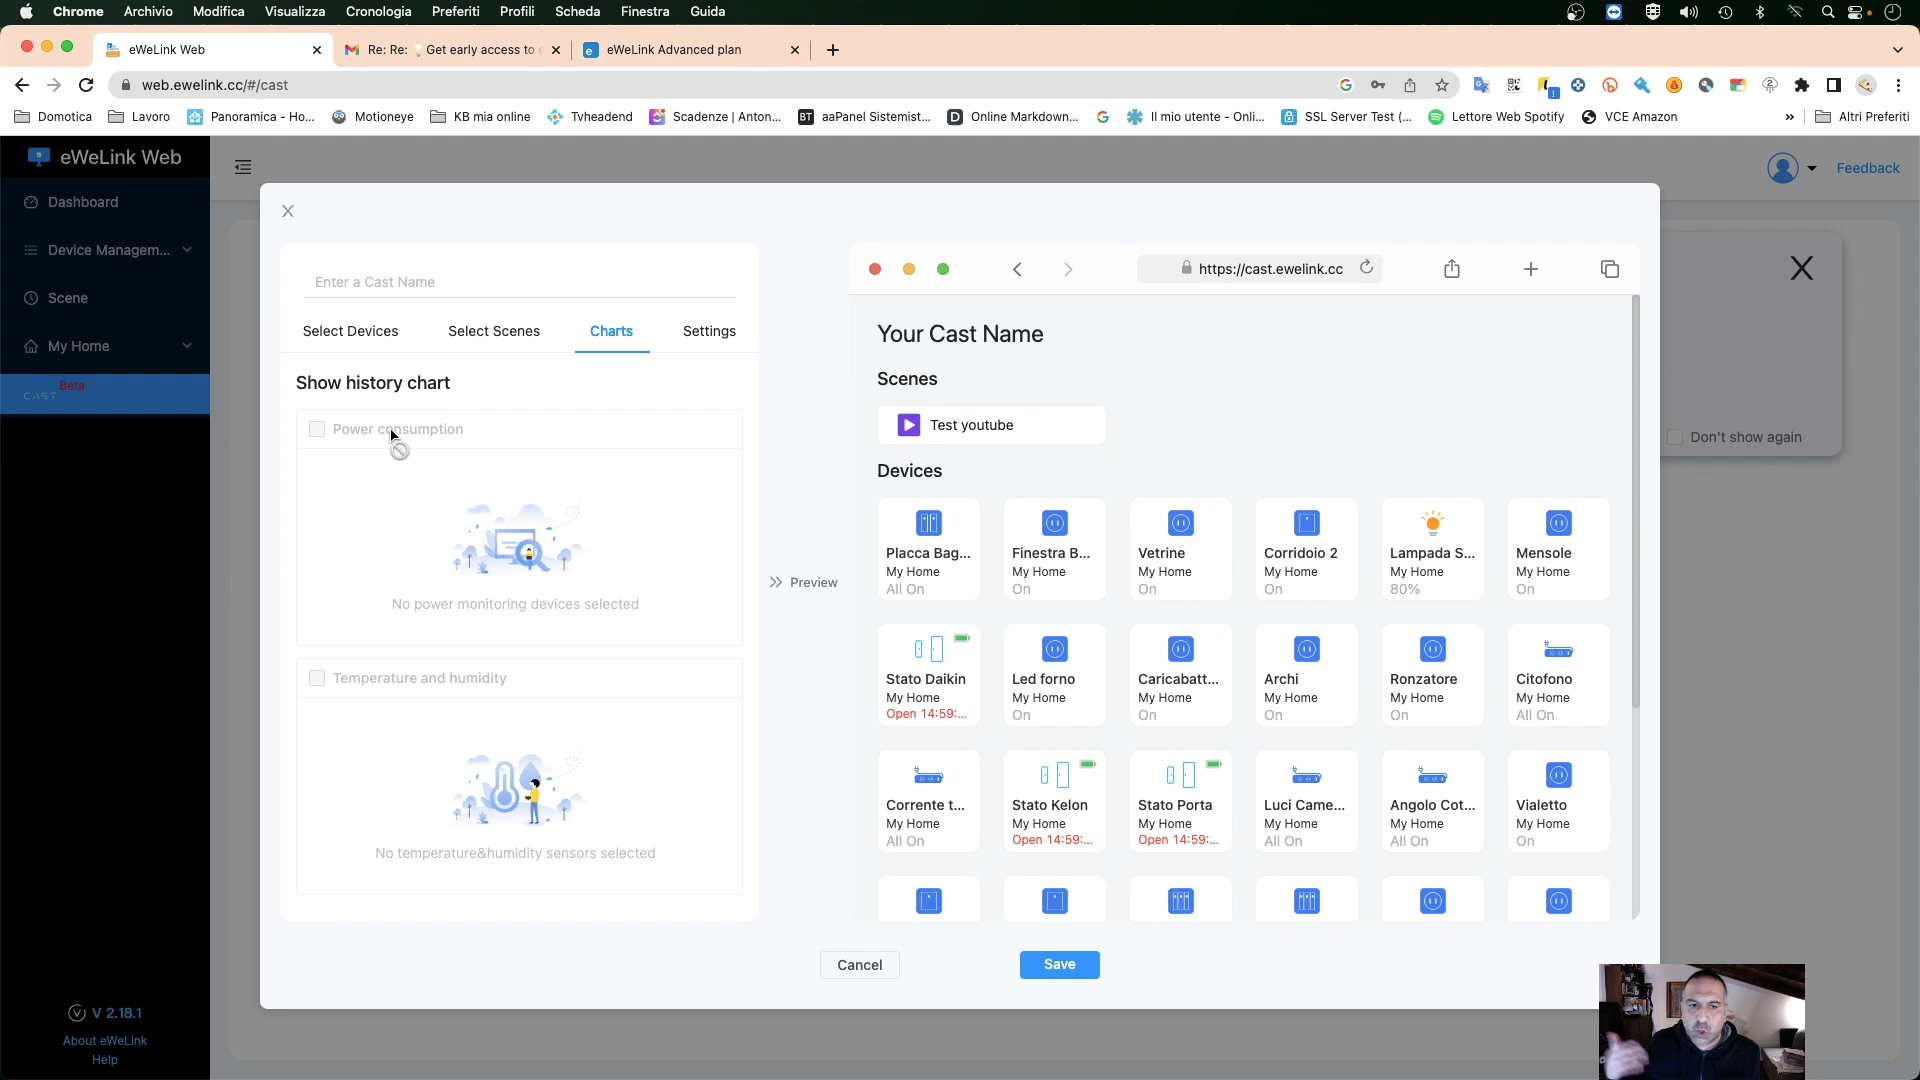 Chrome Archivio Modifica Visualizza Cronologia Preferiti Profili Scheda Finestra Guida
eWeLink Web
Re: Re: Get early access to e
eWeLink Advanced plan
web.ewelink.cc/#/cast
Domotica
Lavoro
Panoramica - Ho...
Motioneye
KB mia online
Tvheadend
Scadenze | Anton...
BT aaPanel Sistemist...
Online Markdown...
Il mio utente - Onli...
SSL Server Test (...
Lettore Web Spotify
VCE Amazon
» Altri Preferiti
eWeLink Web
Dashboard
Device Managem...
Scene
My Home
CAST Beta
V 2.18.1
About eWeLink
Help
Feedback
X
Enter a Cast Name
Select Devices Select Scenes Charts Settings
Show history chart
Power consumption
No power monitoring devices selected
Temperature and humidity
No temperature&humidity sensors selected
Preview
https://cast.ewelink.cc
Your Cast Name
Scenes
Test youtube
Devices
Placca Bag... Finestra B... Vetrine Corridoio 2 Lampada S... Mensole
My Home My Home My Home My Home My Home My Home
All On On On On 80% On
Stato Daikin Led forno Caricabatt... Archi Ronzatore Citofono
My Home My Home My Home My Home My Home My Home
Open 14:59:... On On On On All On
Corrente t... Stato Kelon Stato Porta Luci Came... Angolo Cot... Vialetto
My Home My Home My Home My Home My Home My Home
All On Open 14:59:... Open 14:59:... All On All On On
Cancel Save
X
Don't show again